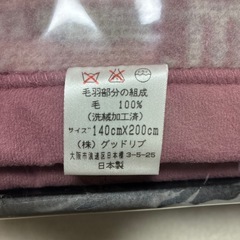 毛羽部分の組成
毛 100%
(洗絨加工済)
サイズ 140cmX200cm
(株)グッドリブ
大阪市浪速区日本橋3-5-25
日本製